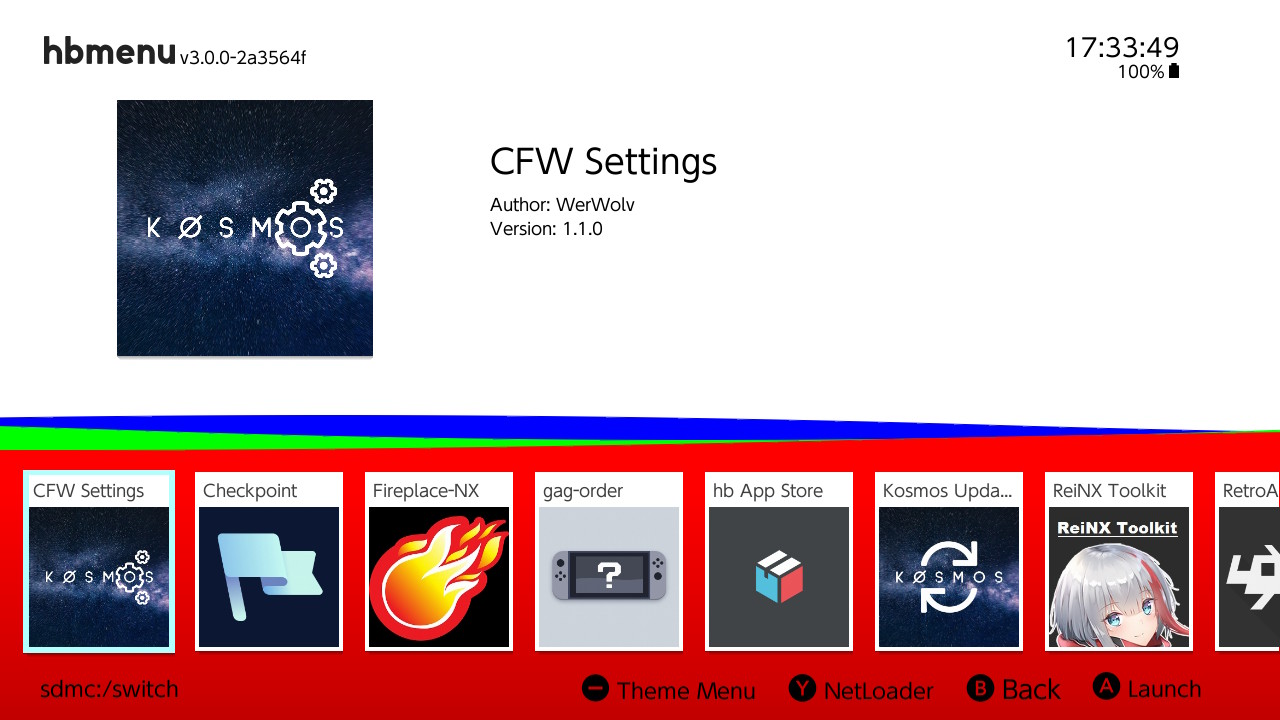 hbmenu v3.0.0-2a3564f
17:33:49
100%
KØSMOS
CFW Settings
Author: WerWolv
Version: 1.1.0
CFW Settings
Checkpoint
Fireplace-NX
gag-order
hb App Store
Kosmos Upda...
ReiNX Toolkit
RetroA
KØSMOS
?
KØSMOS
ReiNX Toolkit
sdmc:/switch
Theme Menu
Y NetLoader
B Back
A Launch